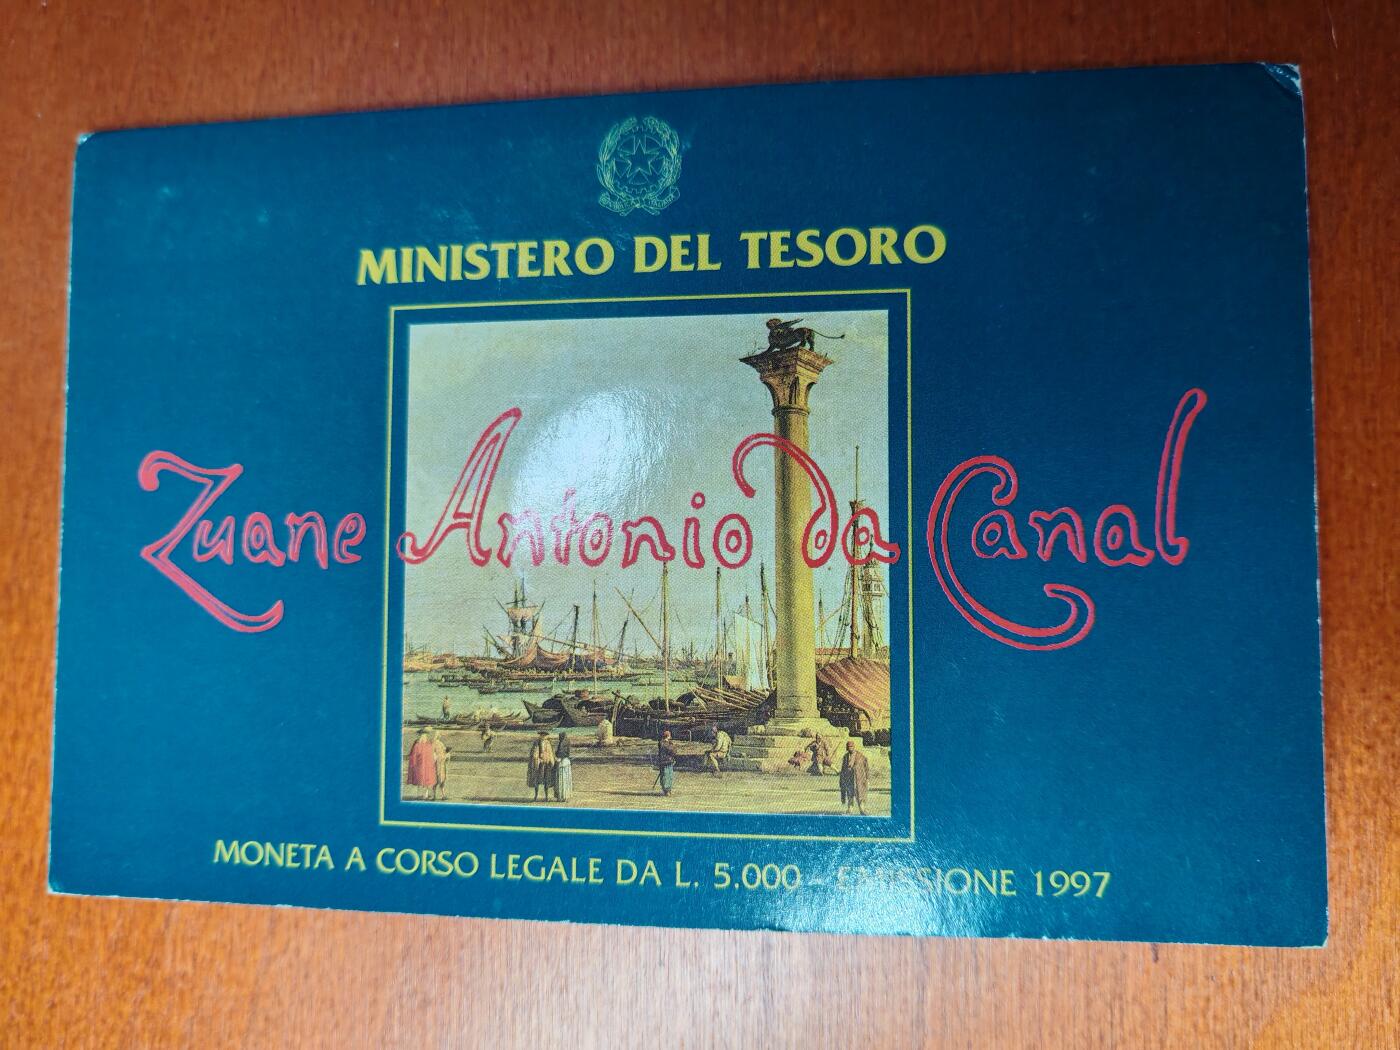 MINISTERO DEL TESORO
Zuane Antonio da Canal
MONETA A CORSO LEGALE DA L. 5.000 - EMISSIONE 1997